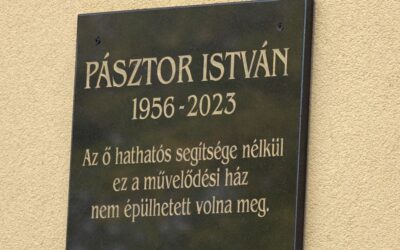 PÁSZTOR ISTVÁN
1956 - 2023
Az ő hathatós segítsége nélkül
ez a művelődési ház
nem épülhetett volna meg.